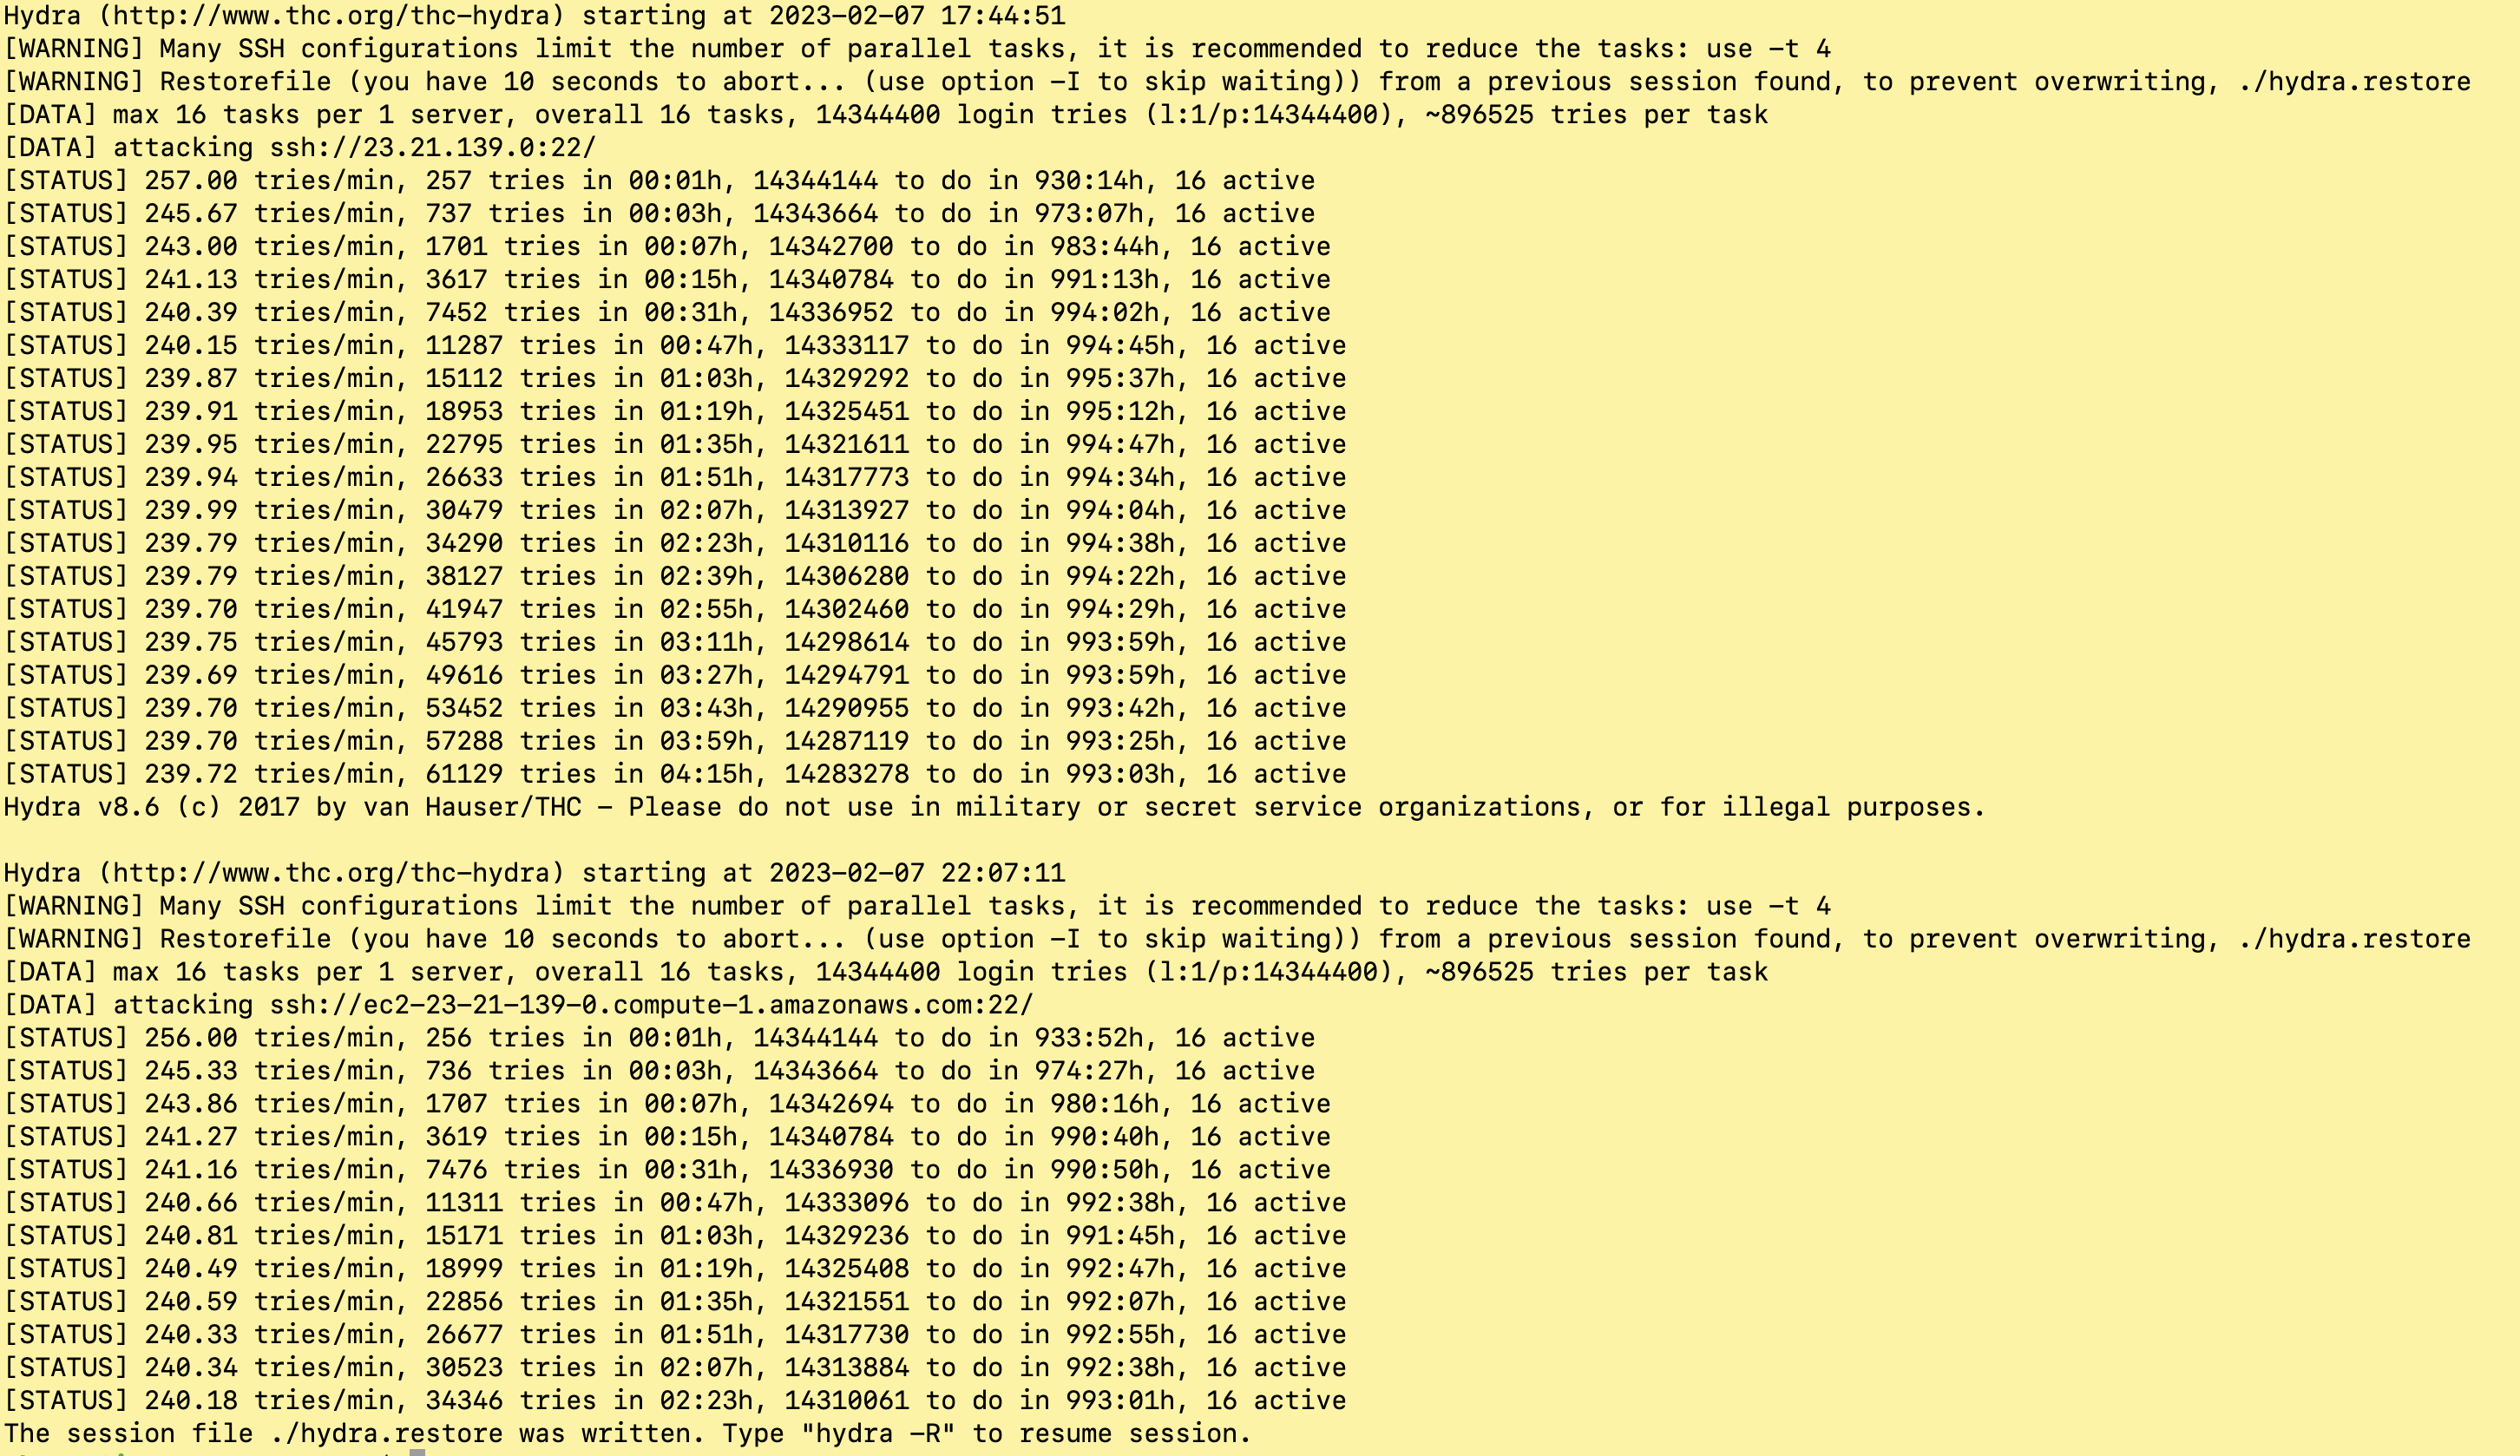 Hydra (http://www.thc.org/thc-hydra) starting at 2023-02-07 17:44:51
[WARNING] Many SSH configurations limit the number of parallel tasks, it is recommended to reduce the tasks: use -t 4
[WARNING] Restorefile (you have 10 seconds to abort... (use option -I to skip waiting)) from a previous session found, to prevent overwriting, ./hydra.restore
[DATA] max 16 tasks per 1 server, overall 16 tasks, 14344400 login tries (l:1/p:14344400), ~896525 tries per task
[DATA] attacking ssh://23.21.139.0:22/
[STATUS] 257.00 tries/min, 257 tries in 00:01h, 14344144 to do in 930:14h, 16 active
[STATUS] 245.67 tries/min, 737 tries in 00:03h, 14343664 to do in 973:07h, 16 active
[STATUS] 243.00 tries/min, 1701 tries in 00:07h, 14342700 to do in 983:44h, 16 active
[STATUS] 241.13 tries/min, 3617 tries in 00:15h, 14340784 to do in 991:13h, 16 active
[STATUS] 240.39 tries/min, 7452 tries in 00:31h, 14336952 to do in 994:02h, 16 active
[STATUS] 240.15 tries/min, 11287 tries in 00:47h, 14333117 to do in 994:45h, 16 active
[STATUS] 239.87 tries/min, 15112 tries in 01:03h, 14329292 to do in 995:37h, 16 active
[STATUS] 239.91 tries/min, 18953 tries in 01:19h, 14325451 to do in 995:12h, 16 active
[STATUS] 239.95 tries/min, 22795 tries in 01:35h, 14321611 to do in 994:47h, 16 active
[STATUS] 239.94 tries/min, 26633 tries in 01:51h, 14317773 to do in 994:34h, 16 active
[STATUS] 239.99 tries/min, 30479 tries in 02:07h, 14313927 to do in 994:04h, 16 active
[STATUS] 239.79 tries/min, 34290 tries in 02:23h, 14310116 to do in 994:38h, 16 active
[STATUS] 239.79 tries/min, 38127 tries in 02:39h, 14306280 to do in 994:22h, 16 active
[STATUS] 239.70 tries/min, 41947 tries in 02:55h, 14302460 to do in 994:29h, 16 active
[STATUS] 239.75 tries/min, 45793 tries in 03:11h, 14298614 to do in 993:59h, 16 active
[STATUS] 239.69 tries/min, 49616 tries in 03:27h, 14294791 to do in 993:59h, 16 active
[STATUS] 239.70 tries/min, 53452 tries in 03:43h, 14290955 to do in 993:42h, 16 active
[STATUS] 239.70 tries/min, 57288 tries in 03:59h, 14287119 to do in 993:25h, 16 active
[STATUS] 239.72 tries/min, 61129 tries in 04:15h, 14283278 to do in 993:03h, 16 active
Hydra v8.6 (c) 2017 by van Hauser/THC - Please do not use in military or secret service organizations, or for illegal purposes.

Hydra (http://www.thc.org/thc-hydra) starting at 2023-02-07 22:07:11
[WARNING] Many SSH configurations limit the number of parallel tasks, it is recommended to reduce the tasks: use -t 4
[WARNING] Restorefile (you have 10 seconds to abort... (use option -I to skip waiting)) from a previous session found, to prevent overwriting, ./hydra.restore
[DATA] max 16 tasks per 1 server, overall 16 tasks, 14344400 login tries (l:1/p:14344400), ~896525 tries per task
[DATA] attacking ssh://ec2-23-21-139-0.compute-1.amazonaws.com:22/
[STATUS] 256.00 tries/min, 256 tries in 00:01h, 14344144 to do in 933:52h, 16 active
[STATUS] 245.33 tries/min, 736 tries in 00:03h, 14343664 to do in 974:27h, 16 active
[STATUS] 243.86 tries/min, 1707 tries in 00:07h, 14342694 to do in 980:16h, 16 active
[STATUS] 241.27 tries/min, 3619 tries in 00:15h, 14340784 to do in 990:40h, 16 active
[STATUS] 241.16 tries/min, 7476 tries in 00:31h, 14336930 to do in 990:50h, 16 active
[STATUS] 240.66 tries/min, 11311 tries in 00:47h, 14333096 to do in 992:38h, 16 active
[STATUS] 240.81 tries/min, 15171 tries in 01:03h, 14329236 to do in 991:45h, 16 active
[STATUS] 240.49 tries/min, 18999 tries in 01:19h, 14325408 to do in 992:47h, 16 active
[STATUS] 240.59 tries/min, 22856 tries in 01:35h, 14321551 to do in 992:07h, 16 active
[STATUS] 240.33 tries/min, 26677 tries in 01:51h, 14317730 to do in 992:55h, 16 active
[STATUS] 240.34 tries/min, 30523 tries in 02:07h, 14313884 to do in 992:38h, 16 active
[STATUS] 240.18 tries/min, 34346 tries in 02:23h, 14310061 to do in 993:01h, 16 active
The session file ./hydra.restore was written. Type "hydra -R" to resume session.